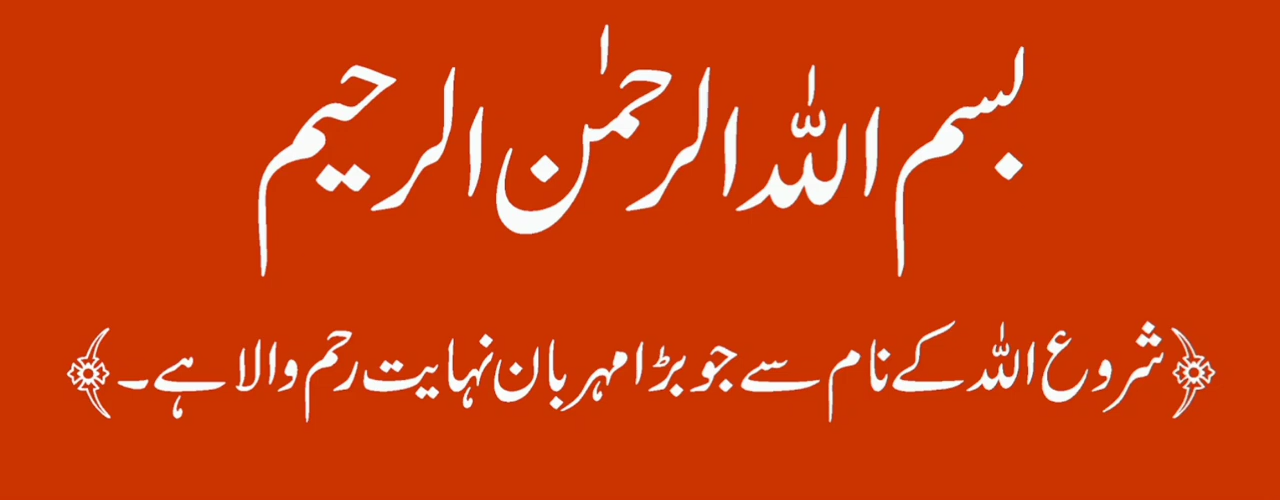 بسم اللہ الرحمٰن الرحیم
﴿شروع اللہ کے نام سے جو بڑا مہربان نہایت رحم والا ہے۔﴾